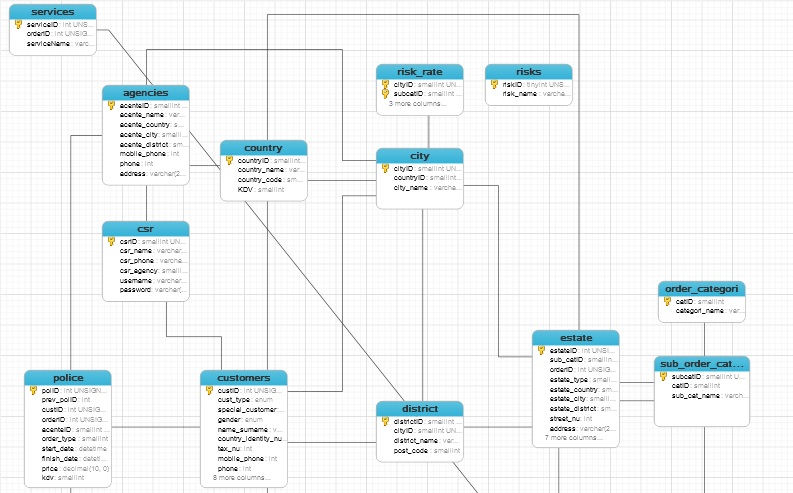 services
serviceID: int UNS...
orderID: int UNSIG...
serviceName: varc...
agencies
acenteID: smallint ...
acente_name: var...
acente_country: s...
acente_city: smalli...
acente_district: sm...
mobile_phone: int
phone: int
address: varchar(2...
risk_rate
cityID: smallint UN...
subcatID: smallint ...
3 more columns...
risks
riskID: tinyint UNS...
risk_name: varcha...
country
countryID: smallint...
country_name: var...
country_code: sm...
KDV: smallint
city
cityID: smallint UN...
countryID: smallint...
city_name: varcha...
csr
csrID: smallint UN...
csr_name: varchar...
csr_phone: varcha...
csr_agency: smalli...
username: varchar...
password: varchar(...
order_categori
catID: smallint
categori_name: var...
estate
estateID: int UNSI...
sub_catID: smallin...
orderID: int UNSIG...
estate_type: smalli...
estate_country: sm...
estate_city: smalli...
estate_district: sm...
street_nu: int
address: varchar(2...
7 more columns...
sub_order_cat...
subcatID: smallint U...
catID: smallint
sub_cat_name: varch...
police
polID: int UNSIGN...
prev_polID: int
custID: int UNSIG...
orderID: int UNSIG...
acenteID: smallint ...
order_type: smallint
start_date: datetime
finish_date: dateti...
price: decimal(10, 0)
kdv: smallint
customers
custID: int UNSIG...
cust_type: enum
special_customer:...
gender: enum
name_surname: v...
country_identity_nu...
tax_nu: int
mobile_phone: int
phone: int
8 more columns...
district
districtID: smallint ...
cityID: smallint UN...
district_name: var...
post_code: smallint